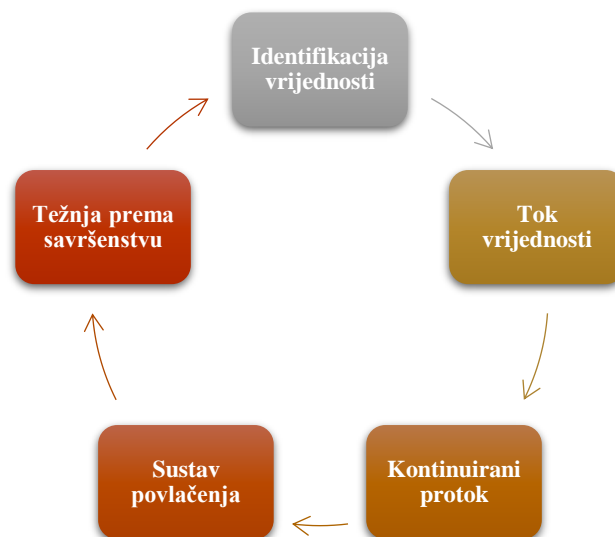 Identifikacija
vrijednosti
Tok
vrijednosti
Kontinuirani
protok
Sustav
povlačenja
Težnja prema
savršenstvu